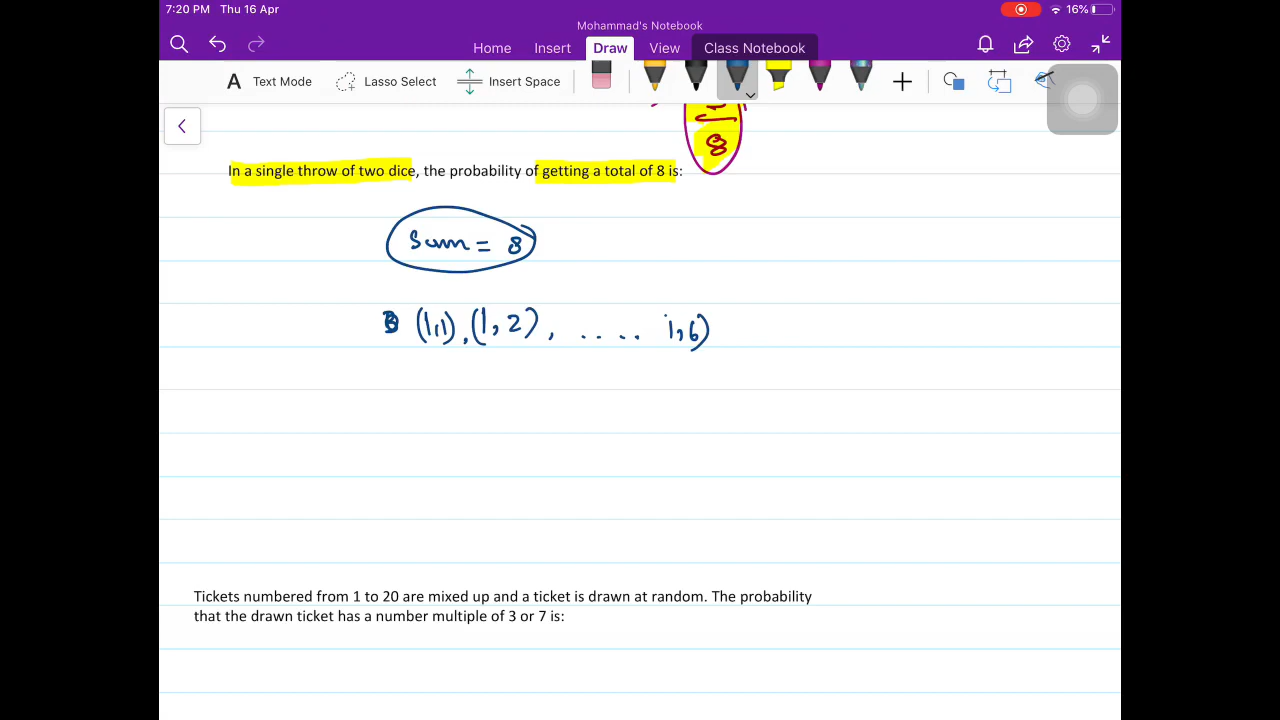 7:20 PM Thu 16 Apr
16%
Mohammad's Notebook
Home Insert Draw View Class Notebook
A Text Mode Lasso Select Insert Space
8
In a single throw of two dice, the probability of getting a total of 8 is:
Sum = 8
(1,1), (1, 2), .... 1,6)
Tickets numbered from 1 to 20 are mixed up and a ticket is drawn at random. The probability
that the drawn ticket has a number multiple of 3 or 7 is: